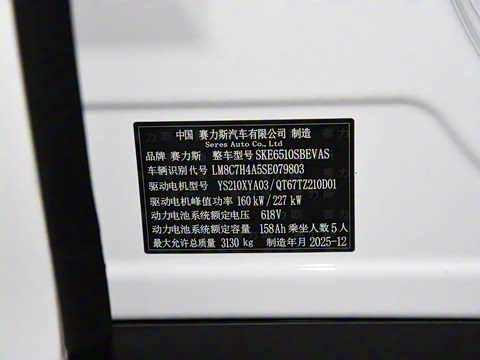 中国 赛力斯汽车有限公司 制造
Seres Auto Co., Ltd
品牌 赛力斯 整车型号 SKE6510SBEVAS
车辆识别代号 LM8C7H4A5SE079803
驱动电机型号 YS210XYA03/QT67TZ210D01
驱动电机峰值功率 160 kW/227 kW
动力电池系统额定电压 618V
动力电池系统额定容量 158Ah 乘坐人数 5人
最大允许总质量 3130 kg 制造年月 2025-12